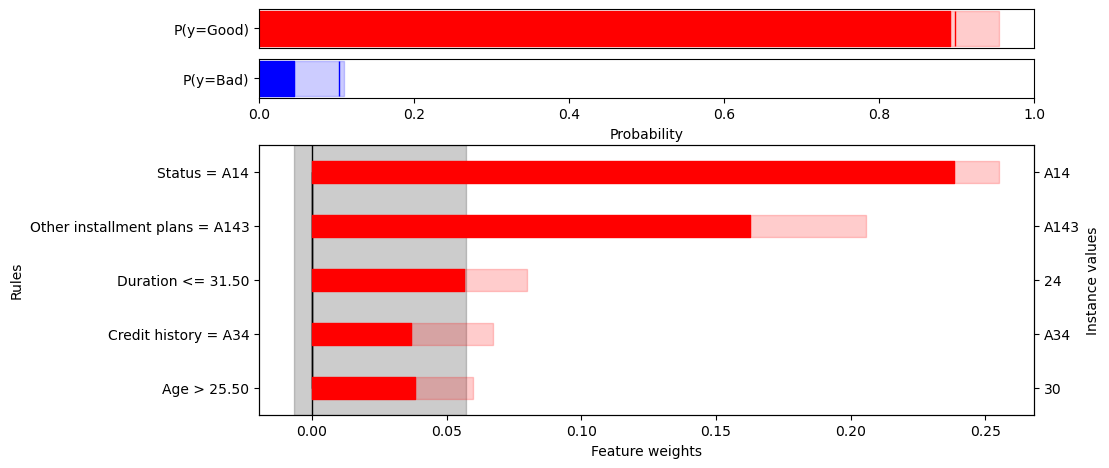 P(y=Good)
P(y=Bad)
0.0 0.2 0.4 0.6 0.8 1.0
Probability
Status = A14 A14
Other installment plans = A143 A143
Duration <= 31.50 24
Credit history = A34 A34
Age > 25.50 30
Rules
Instance values
0.00 0.05 0.10 0.15 0.20 0.25
Feature weights